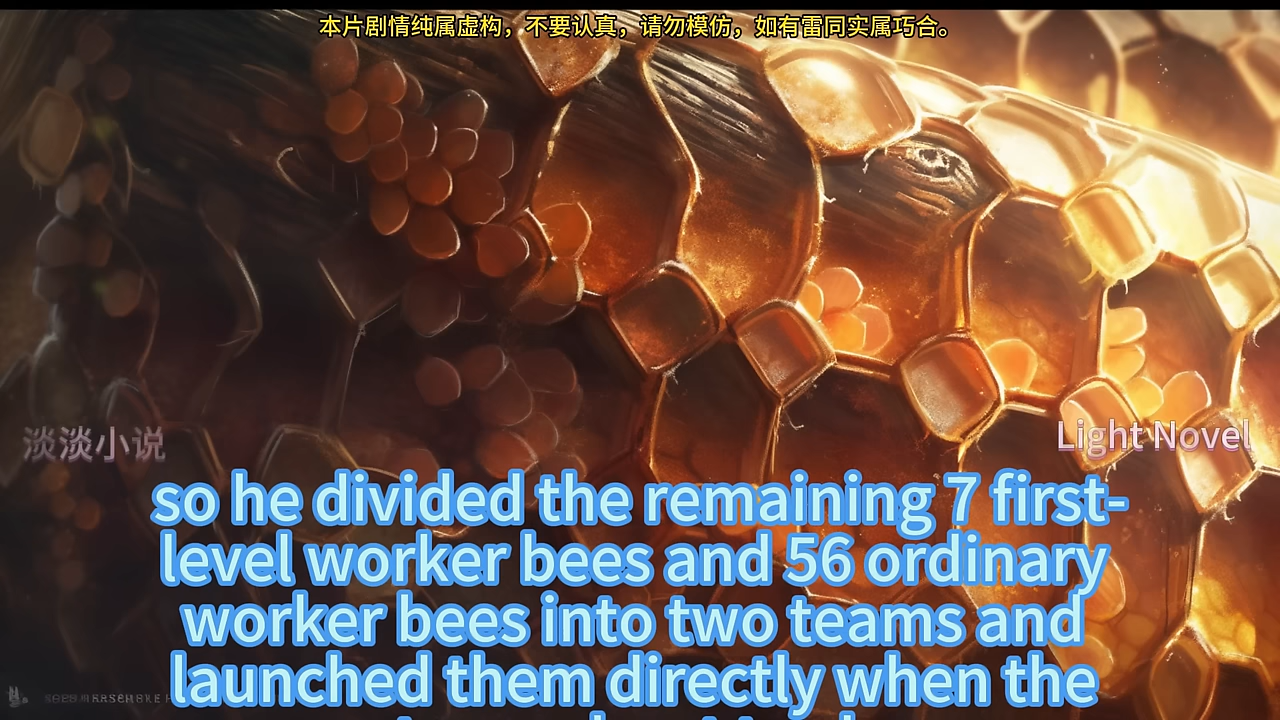 本片剧情纯属虚构，不要认真，请勿模仿，如有雷同实属巧合。
淡淡小说
Light Novel
so he divided the remaining 7 first-
level worker bees and 56 ordinary
worker bees into two teams and
launched them directly when the